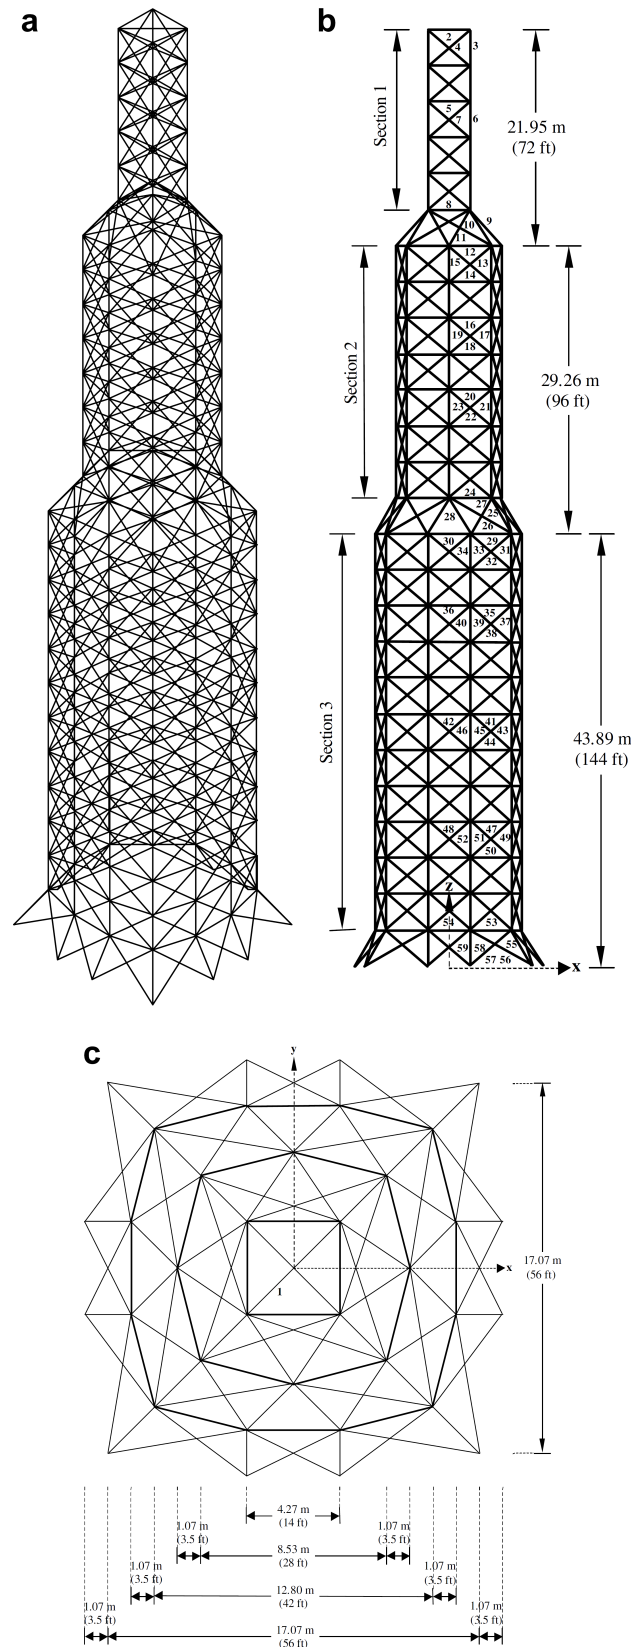 a
b
2
4
3
Section 1
5
7
6
21.95 m
(72 ft)
8
9
10
11
12
15
13
14
16
19
17
18
Section 2
20
23
21
22
29.26 m
(96 ft)
24
27
28
25
26
30
29
34
33
31
32
36
35
40
39
37
38
Section 3
42
41
46
45
43
44
43.89 m
(144 ft)
48
47
52
51
49
50
z
54
53
59
58
55
57
56
x
c
y
x
1
17.07 m
(56 ft)
4.27 m
(14 ft)
1.07 m
(3.5 ft)
1.07 m
(3.5 ft)
8.53 m
(28 ft)
1.07 m
(3.5 ft)
1.07 m
(3.5 ft)
12.80 m
(42 ft)
1.07 m
(3.5 ft)
1.07 m
(3.5 ft)
17.07 m
(56 ft)